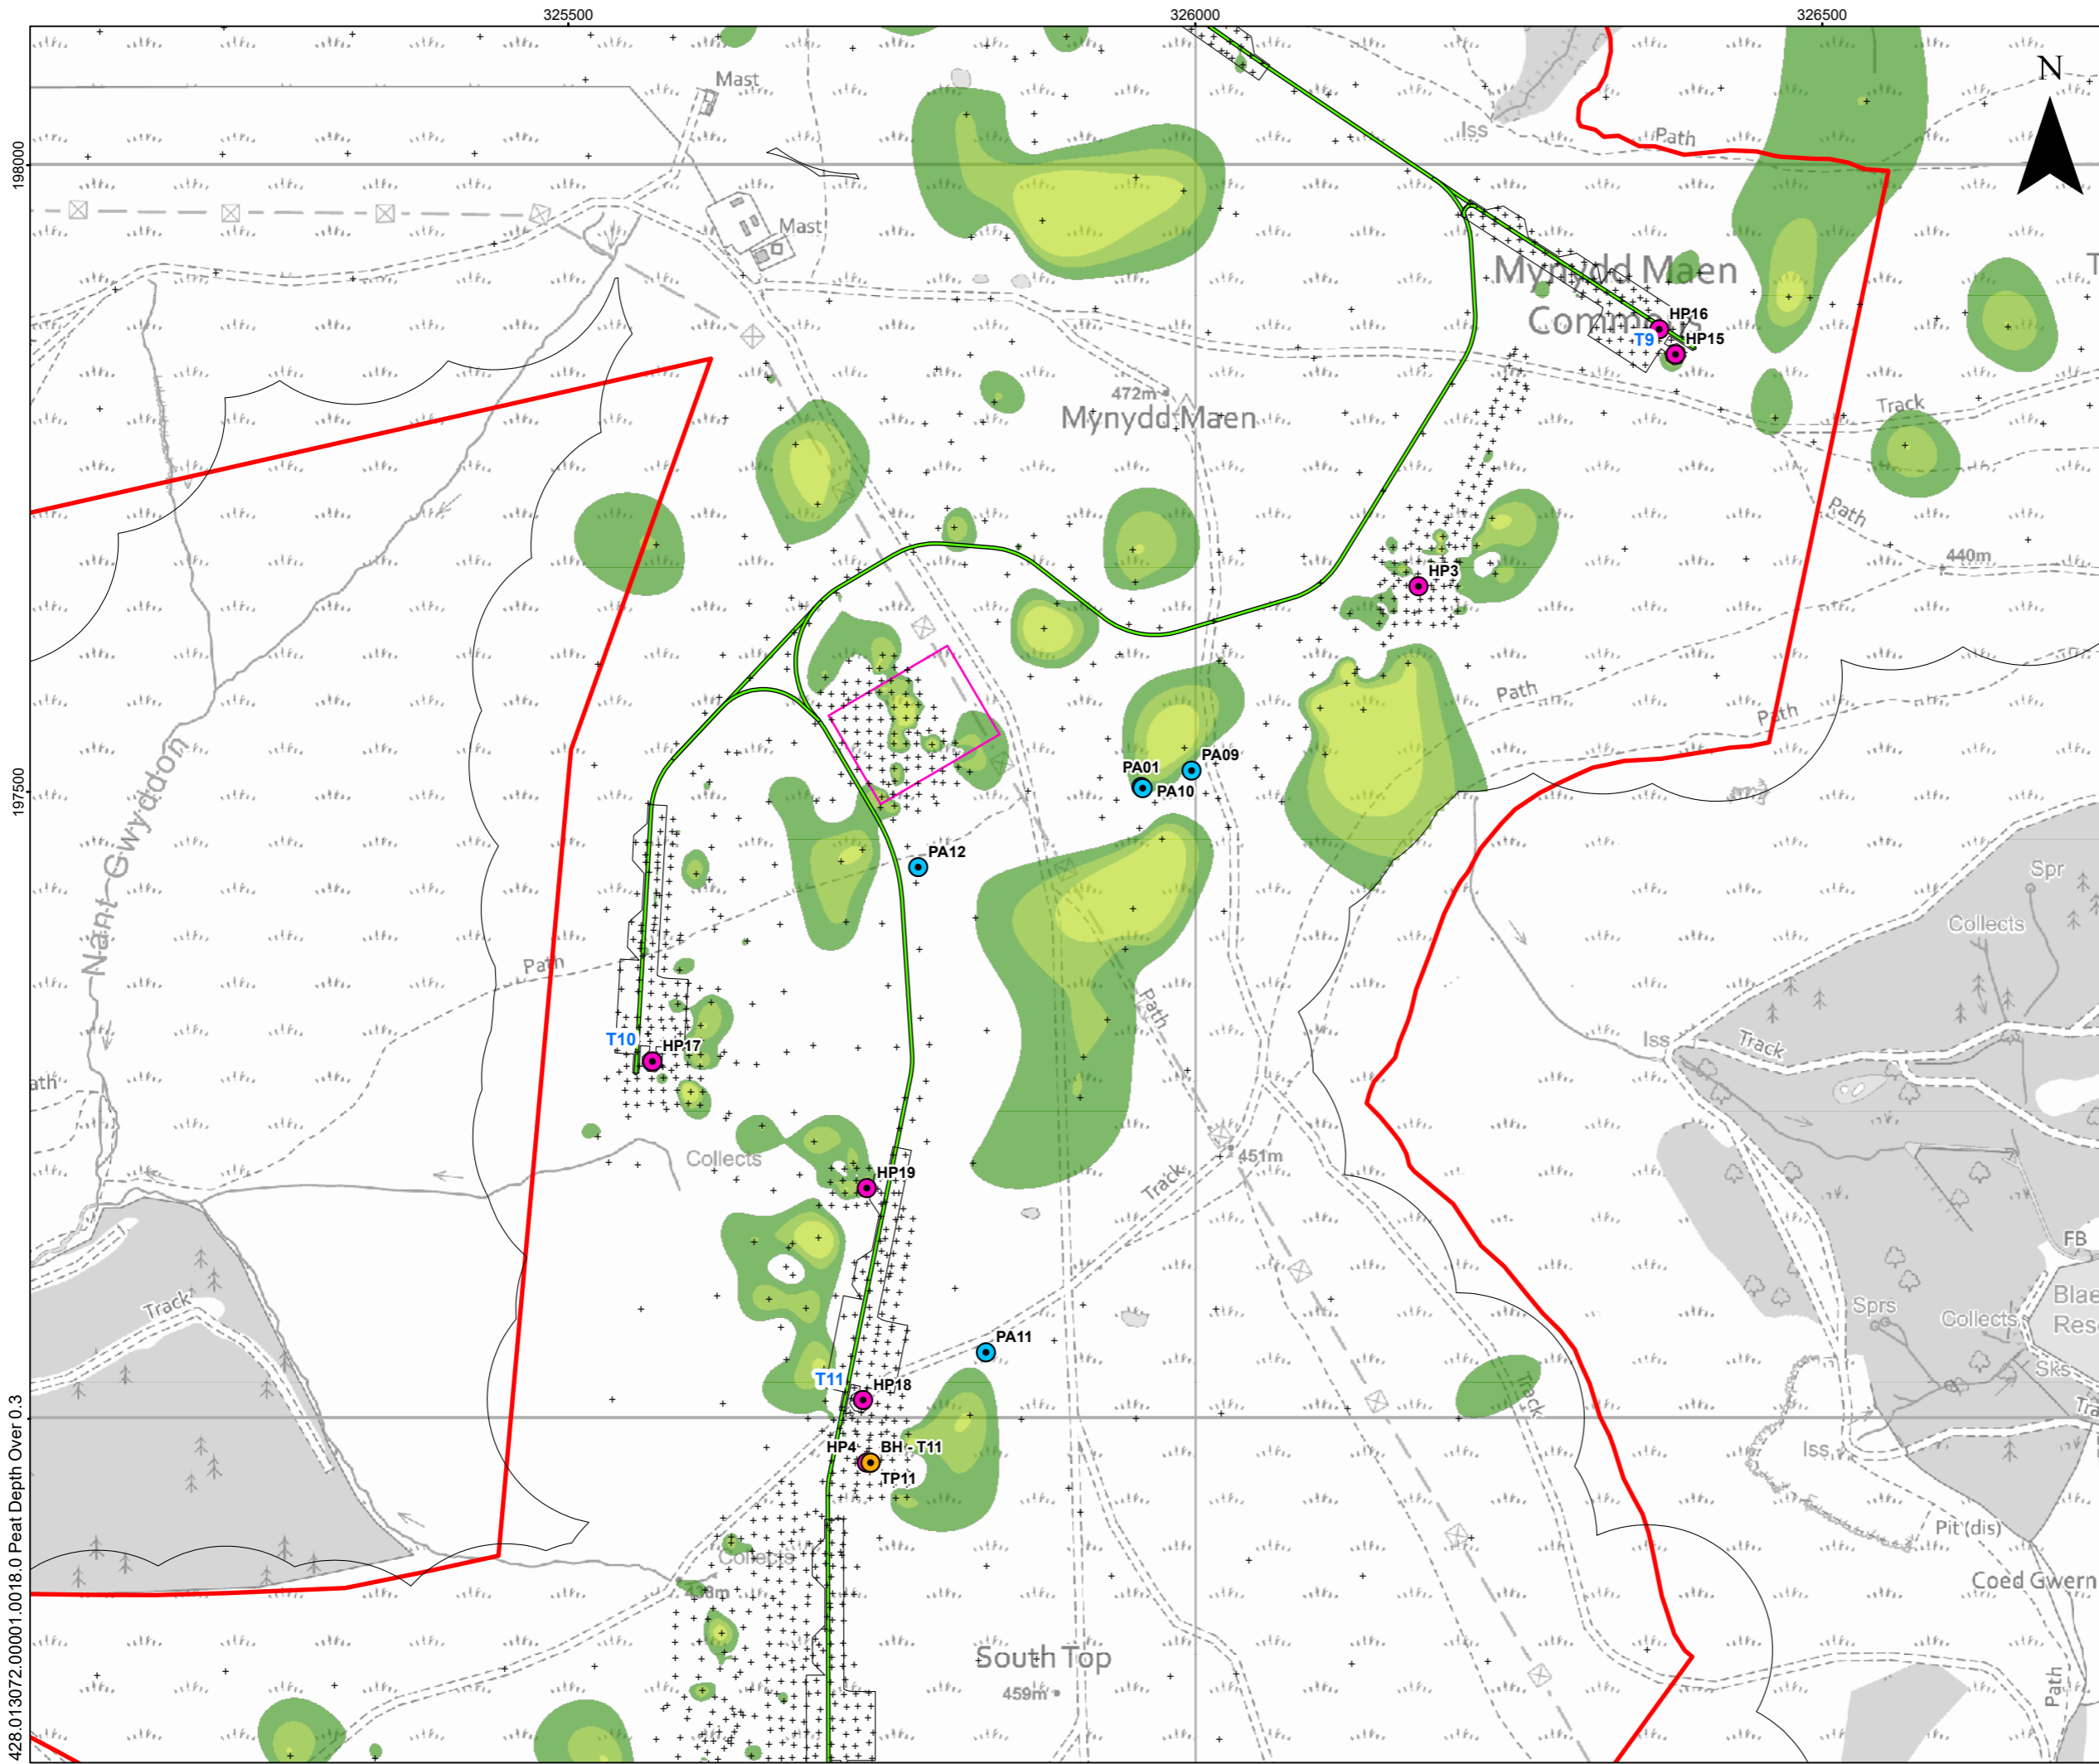 325500
326000
326500
198000
197500
428.013072.00001.0018.0 Peat Depth Over 0.3
N
Mast
Iss
Path
Mast
Mynydd Maen
Commons
HP16
T9
HP15
472m
Mynydd Maen
Track
Path
440m
HP3
Path
Path
Nant Gwyddon
PA09
PA01
PA10
PA12
Spr
Collects
Path
Path
T10
HP17
Iss
Track
ath
Collects
451m
HP19
Track
FB
Track
Sprs
Collects
Blae
Res
PA11
Sks
T11
HP18
Track
Tra
HP4
BH - T11
Iss
TP11
Pit (dis)
Collects
433m
Coed Gwern
South Top
459m
Path